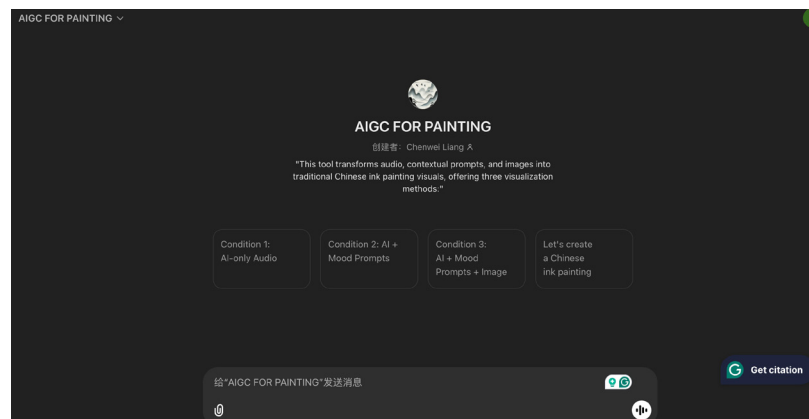 AIGC FOR PAINTING
AIGC FOR PAINTING
创建者: Chenwei Liang
"This tool transforms audio, contextual prompts, and images into
traditional Chinese ink painting visuals, offering three visualization
methods:"
Condition 1:
AI-only Audio
Condition 2: AI +
Mood Prompts
Condition 3:
AI + Mood
Prompts + Image
Let's create
a Chinese
ink painting
给“AIGC FOR PAINTING”发送消息
Get citation